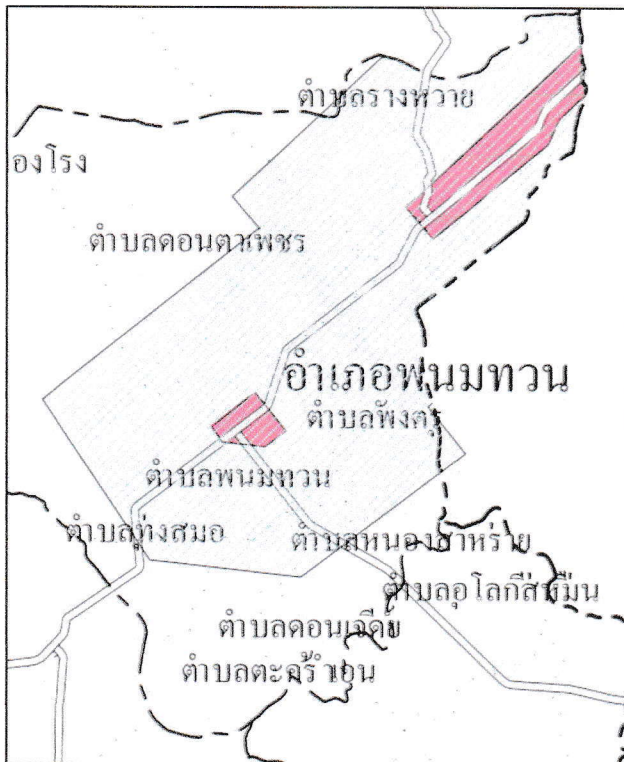 ตำบลรางหวาย
องโรง
ตำบลดอนตาเพชร
อำเภอพนมทวน
ตำบลพังตรุ
ตำบลพนมทวน
ตำบลทุ่งสมอ
ตำบลหนองสาหร่าย
ตำบลอุโลกสี่หมื่น
ตำบลดอนเจดีย์
ตำบลตะคร้ำเอน